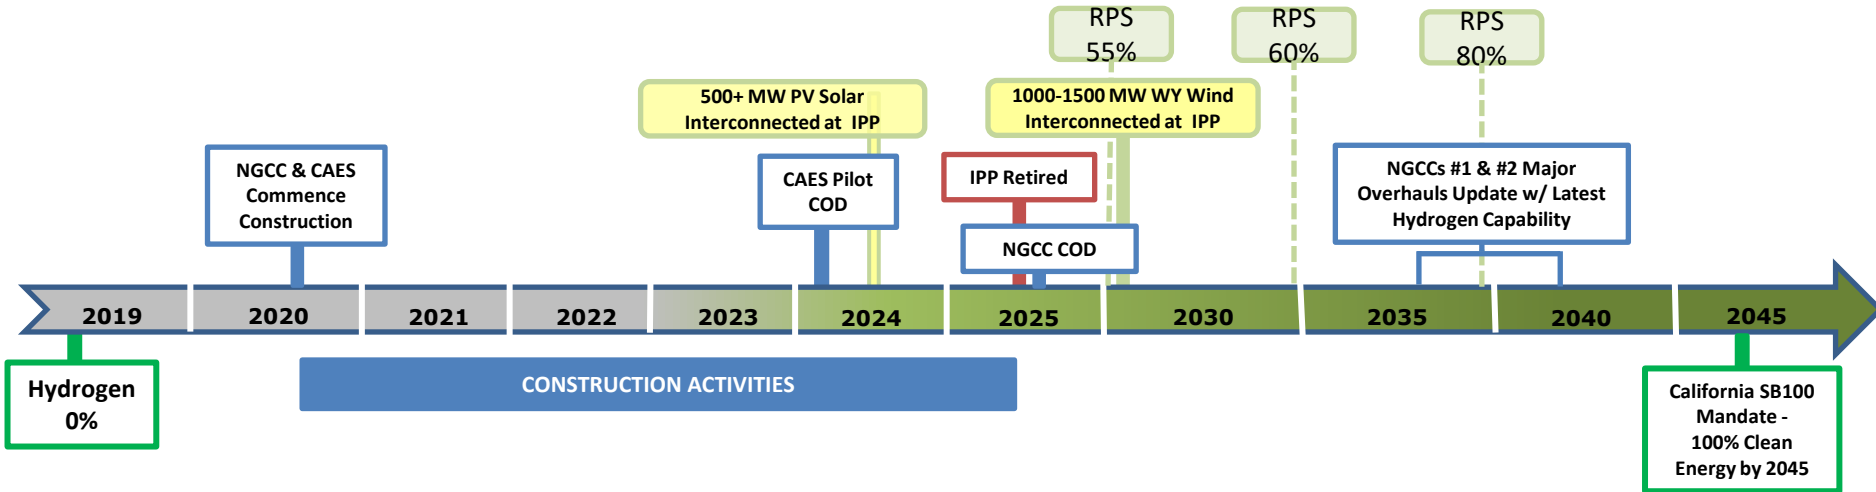 RPS
55%
RPS
60%
RPS
80%
500+ MW PV Solar
Interconnected at IPP
1000-1500 MW WY Wind
Interconnected at IPP
NGCC & CAES
Commence
Construction
CAES Pilot
COD
IPP Retired
NGCC COD
NGCCs #1 & #2 Major
Overhauls Update w/ Latest
Hydrogen Capability
2019
2020
2021
2022
2023
2024
2025
2030
2035
2040
2045
Hydrogen
0%
CONSTRUCTION ACTIVITIES
California SB100
Mandate -
100% Clean
Energy by 2045